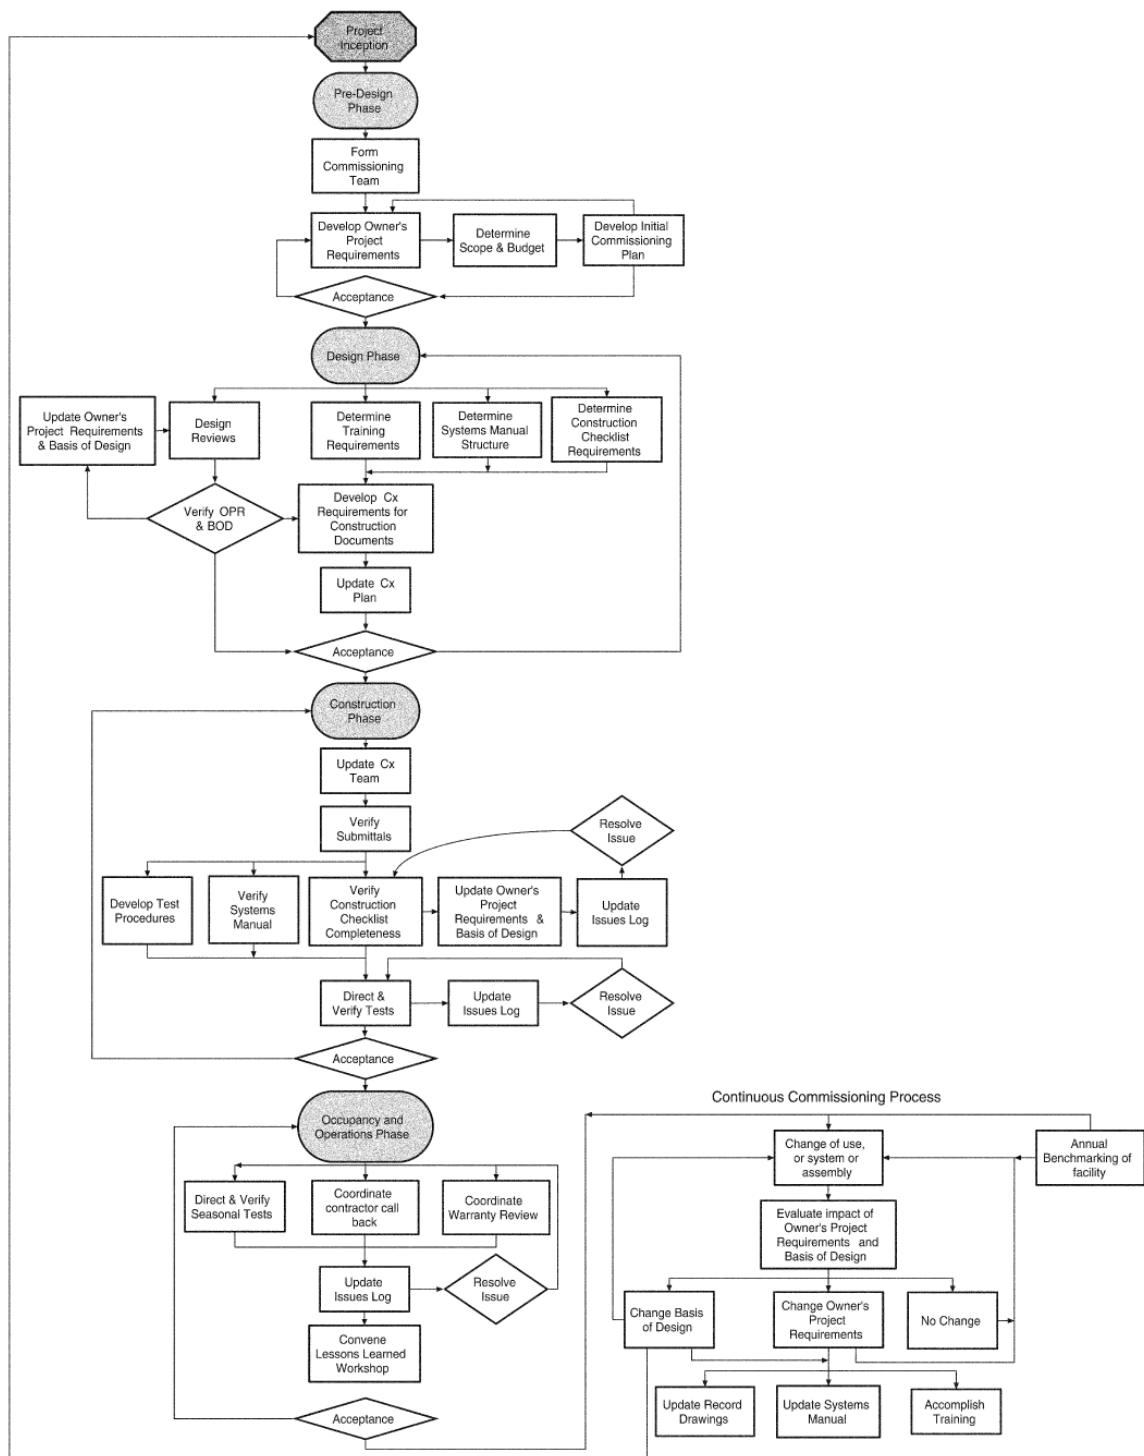 Project
Inception
Pre-Design
Phase
Form
Commissioning
Team
Develop Owner's
Project
Requirements
Determine
Scope & Budget
Develop Initial
Commissioning
Plan
Acceptance
Design Phase
Update Owner's
Project Requirements
& Basis of Design
Design
Reviews
Determine
Training
Requirements
Determine
Systems Manual
Structure
Determine
Construction
Checklist
Requirements
Verify OPR
& BOD
Develop Cx
Requirements for
Construction
Documents
Update Cx
Plan
Acceptance
Construction
Phase
Update Cx
Team
Verify
Submittals
Resolve
Issue
Develop Test
Procedures
Verify
Systems
Manual
Verify
Construction
Checklist
Completeness
Update Owner's
Project
Requirements &
Basis of Design
Update
Issues Log
Direct &
Verify Tests
Update
Issues Log
Resolve
Issue
Acceptance
Occupancy and
Operations Phase
Direct & Verify
Seasonal Tests
Coordinate
contractor call
back
Coordinate
Warranty Review
Update
Issues Log
Resolve
Issue
Convene
Lessons Learned
Workshop
Acceptance
Continuous Commissioning Process
Change of use,
or system or
assembly
Annual
Benchmarking of
facility
Evaluate impact of
Owner's Project
Requirements and
Basis of Design
Change Basis
of Design
Change Owner's
Project
Requirements
No Change
Update Record
Drawings
Update Systems
Manual
Accomplish
Training